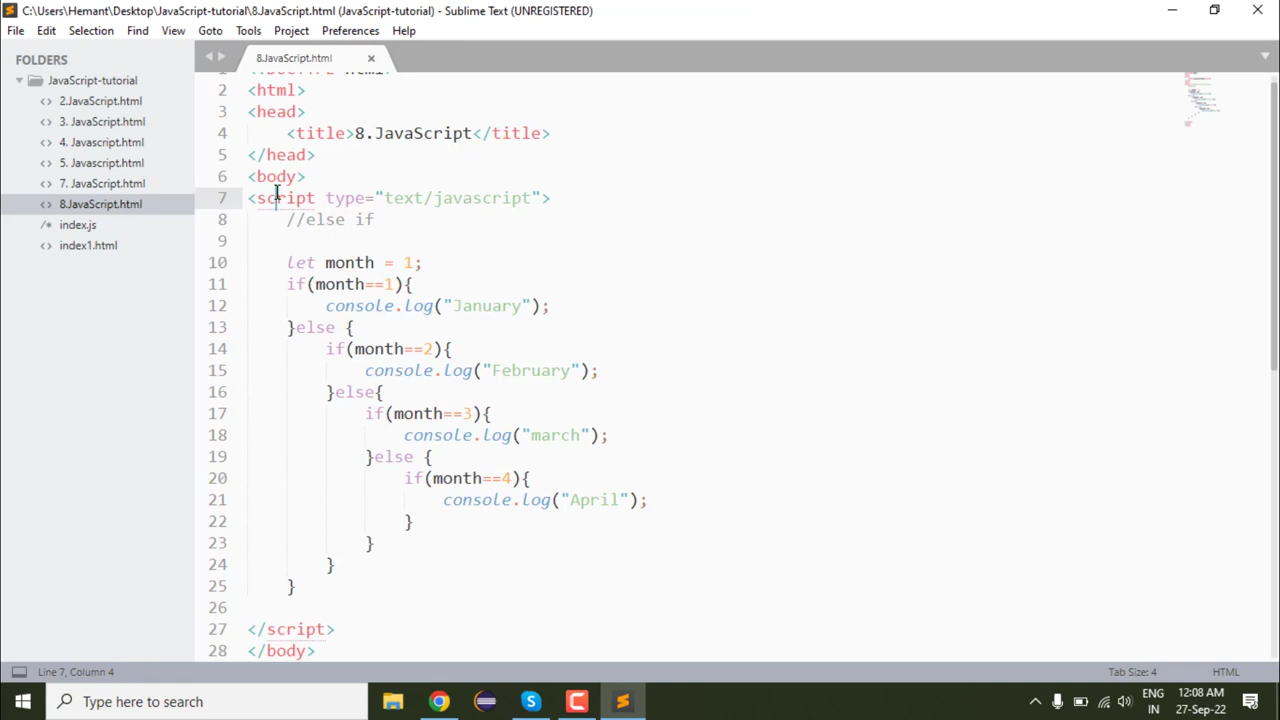 C:\Users\Hemant\Desktop\JavaScript-tutorial\8.JavaScript.html (JavaScript-tutorial) - Sublime Text (UNREGISTERED)
File Edit Selection Find View Goto Tools Project Preferences Help
FOLDERS
JavaScript-tutorial
2.JavaScript.html
3. JavaScript.html
4. Javascript.html
5. Javascript.html
7. JavaScript.html
8.JavaScript.html
index.js
index1.html
8.JavaScript.html
2 <html>
3 <head>
4 <title>8.JavaScript</title>
5 </head>
6 <body>
7 <script type="text/javascript">
8 //else if
9
10 let month = 1;
11 if(month==1){
12 console.log("January");
13 }else {
14 if(month==2){
15 console.log("February");
16 }else{
17 if(month==3){
18 console.log("march");
19 }else {
20 if(month==4){
21 console.log("April");
22 }
23 }
24 }
25 }
26
27 </script>
28 </body>
Line 7, Column 4
Tab Size: 4 HTML
Type here to search
ENG
IN
12:08 AM
27-Sep-22